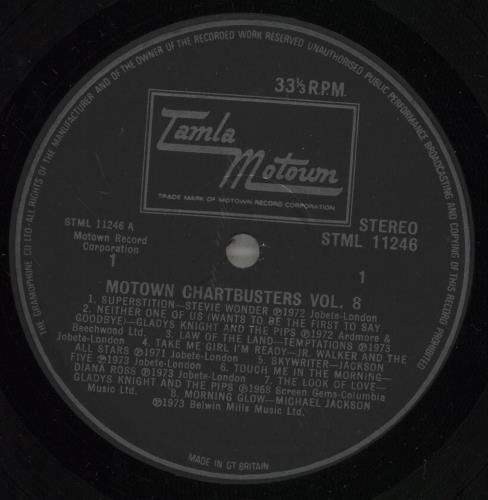 THE GRAMOPHONE CO LTD·ALL RIGHTS OF THE MANUFACTURER AND OF THE OWNER OF THE RECORDED WORK RESERVED UNAUTHORISED PUBLIC PERFORMANCE BROADCASTING AND COPYING OF THIS RECORD PROHIBITED
33⅓ R.P.M.
Tamla
Motown
TRADE MARK OF MOTOWN RECORD CORPORATION
STML 11246 A
Motown Record
Corporation
1
STEREO
STML 11246
1
MOTOWN CHARTBUSTERS VOL. 8
1. SUPERSTITION—STEVIE WONDER ℗1972 Jobete-London
2. NEITHER ONE OF US (WANTS TO BE THE FIRST TO SAY
GOODBYE)—GLADYS KNIGHT AND THE PIPS ℗1972 Ardmore &
Beechwood Ltd. 3. LAW OF THE LAND—TEMPTATIONS ℗1973
Jobete-London 4. TAKE ME GIRL I'M READY—JR. WALKER AND THE
ALL STARS ℗1971 Jobete-London 5. SKYWRITER—JACKSON
FIVE ℗1973 Jobete-London 6. TOUCH ME IN THE MORNING—
DIANA ROSS ℗1973 Jobete-London 7. THE LOOK OF LOVE—
GLADYS KNIGHT AND THE PIPS ℗1968 Screen Gems-Columbia
Music Ltd. 8. MORNING GLOW—MICHAEL JACKSON
℗1973 Belwin Mills Music Ltd.
MADE IN GT BRITAIN